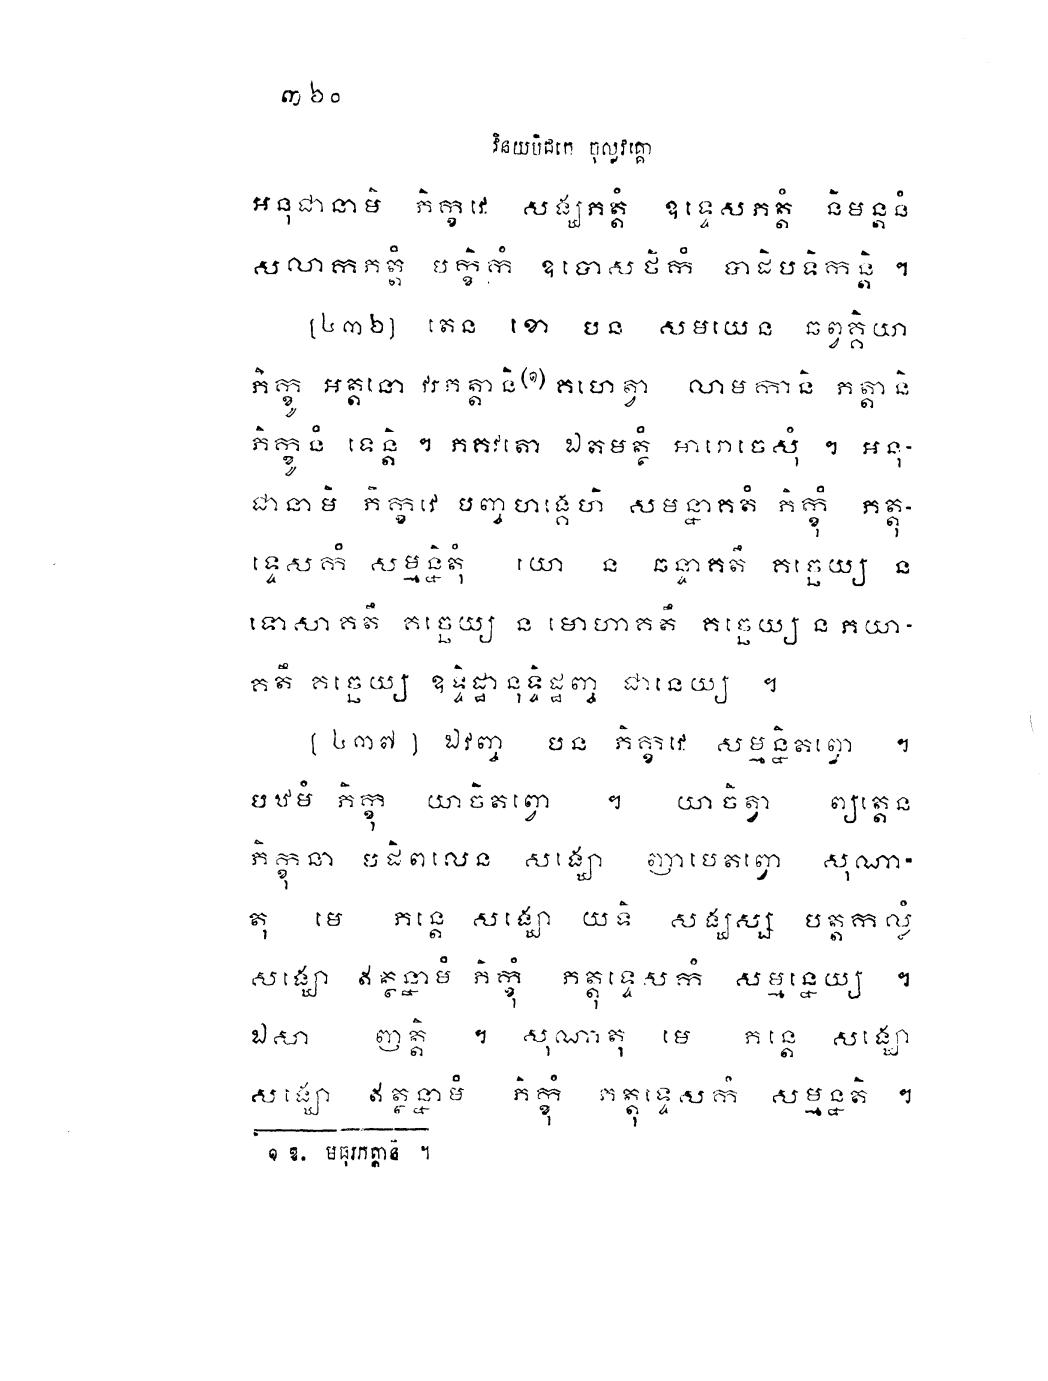 ៣៦០
វិនយបិដកេ ចុល្លវគ្គោ
អនុជានាមិ ភិក្ខវេ សង្ឃភត្តំ ឧទ្ទេសភត្តំ និមន្តនំ
សលាកភត្តំ បក្ខិកំ ឧបោសថិកំ បាដិបទិកន្តិ ។
(៤៣៦) តេន ខោ បន សមយេន ឆព្វគ្គិយា
ភិក្ខូ អត្តនោ វរភត្តានិ(១) គហេត្វា លាមកានិ ភត្តានិ
ភិក្ខូនំ ទេន្តិ ។ ភគវតោ ឯតមត្ថំ អារោចេសុំ ។ អនុ-
ជានាមិ ភិក្ខវេ បញ្ចហង្គេហិ សមន្នាគតំ ភិក្ខុំ ភត្តុ-
ទ្ទេសកំ សម្មន្និតុំ យោ ន ឆន្ទាគតឹ គច្ឆេយ្យ ន
ទោសាគតឹ គច្ឆេយ្យ ន មោហាគតឹ គច្ឆេយ្យ ន ភយា-
គតឹ គច្ឆេយ្យ ឧទ្ទិដ្ឋានុទ្ទិដ្ឋញ្ច ជានេយ្យ ។
(៤៣៧) ឯវញ្ច បន ភិក្ខវេ សម្មន្និតព្វោ ។
បឋមំ ភិក្ខុ យាចិតព្វោ ។ យាចិត្វា ព្យត្តេន
ភិក្ខុនា បដិពលេន សង្ឃោ ញាបេតព្វោ សុណា-
តុ មេ ភន្តេ សង្ឃោ យទិ សង្ឃស្ស បត្តកល្លំ
សង្ឃោ ឥត្ថន្នាមំ ភិក្ខុំ ភត្តុទ្ទេសកំ សម្មន្នេយ្យ ។
ឯសា ញត្តិ ។ សុណាតុ មេ ភន្តេ សង្ឃោ
សង្ឃោ ឥត្ថន្នាមំ ភិក្ខុំ ភត្តុទ្ទេសកំ សម្មន្នតិ ។
១ ឱ. មធុរភត្តានិ ។